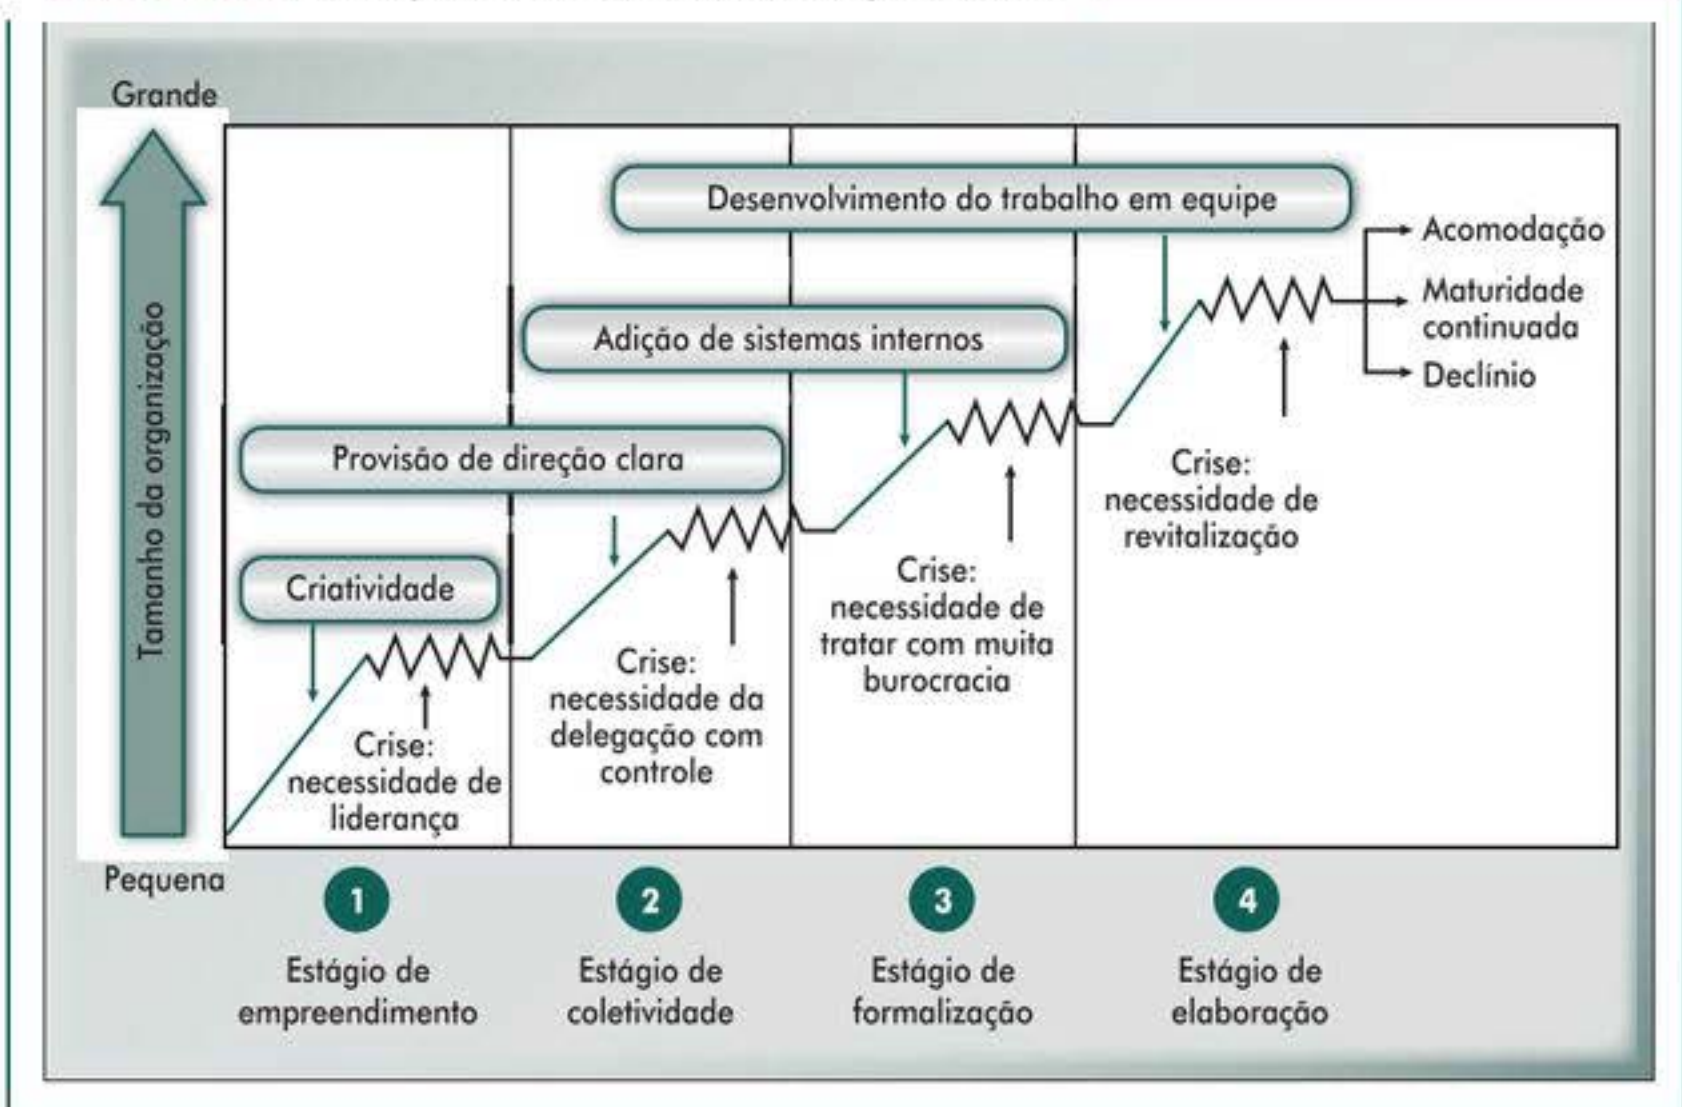 Grande
Tamanho da organização
Pequena
Desenvolvimento do trabalho em equipe
Adição de sistemas internos
Provisão de direção clara
Criatividade
Acomodação
Maturidade
continuada
Declínio
Crise:
necessidade de
liderança
Crise:
necessidade da
delegação com
controle
Crise:
necessidade de
tratar com muita
burocracia
Crise:
necessidade de
revitalização
1
Estágio de
empreendimento
2
Estágio de
coletividade
3
Estágio de
formalização
4
Estágio de
elaboração